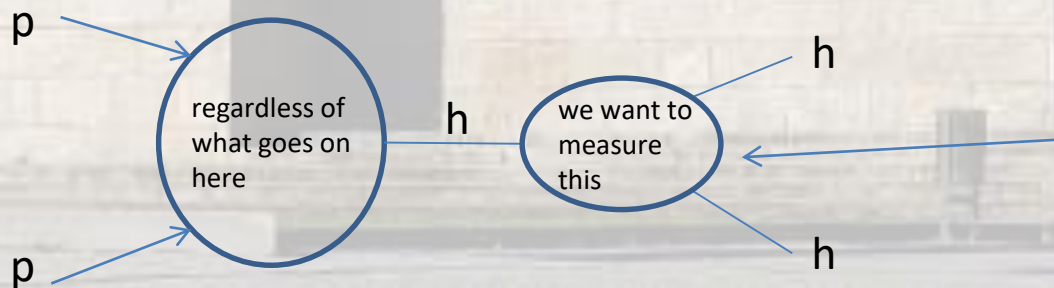 p
regardless of
what goes on
here
h
we want to
measure
this
h
p
h